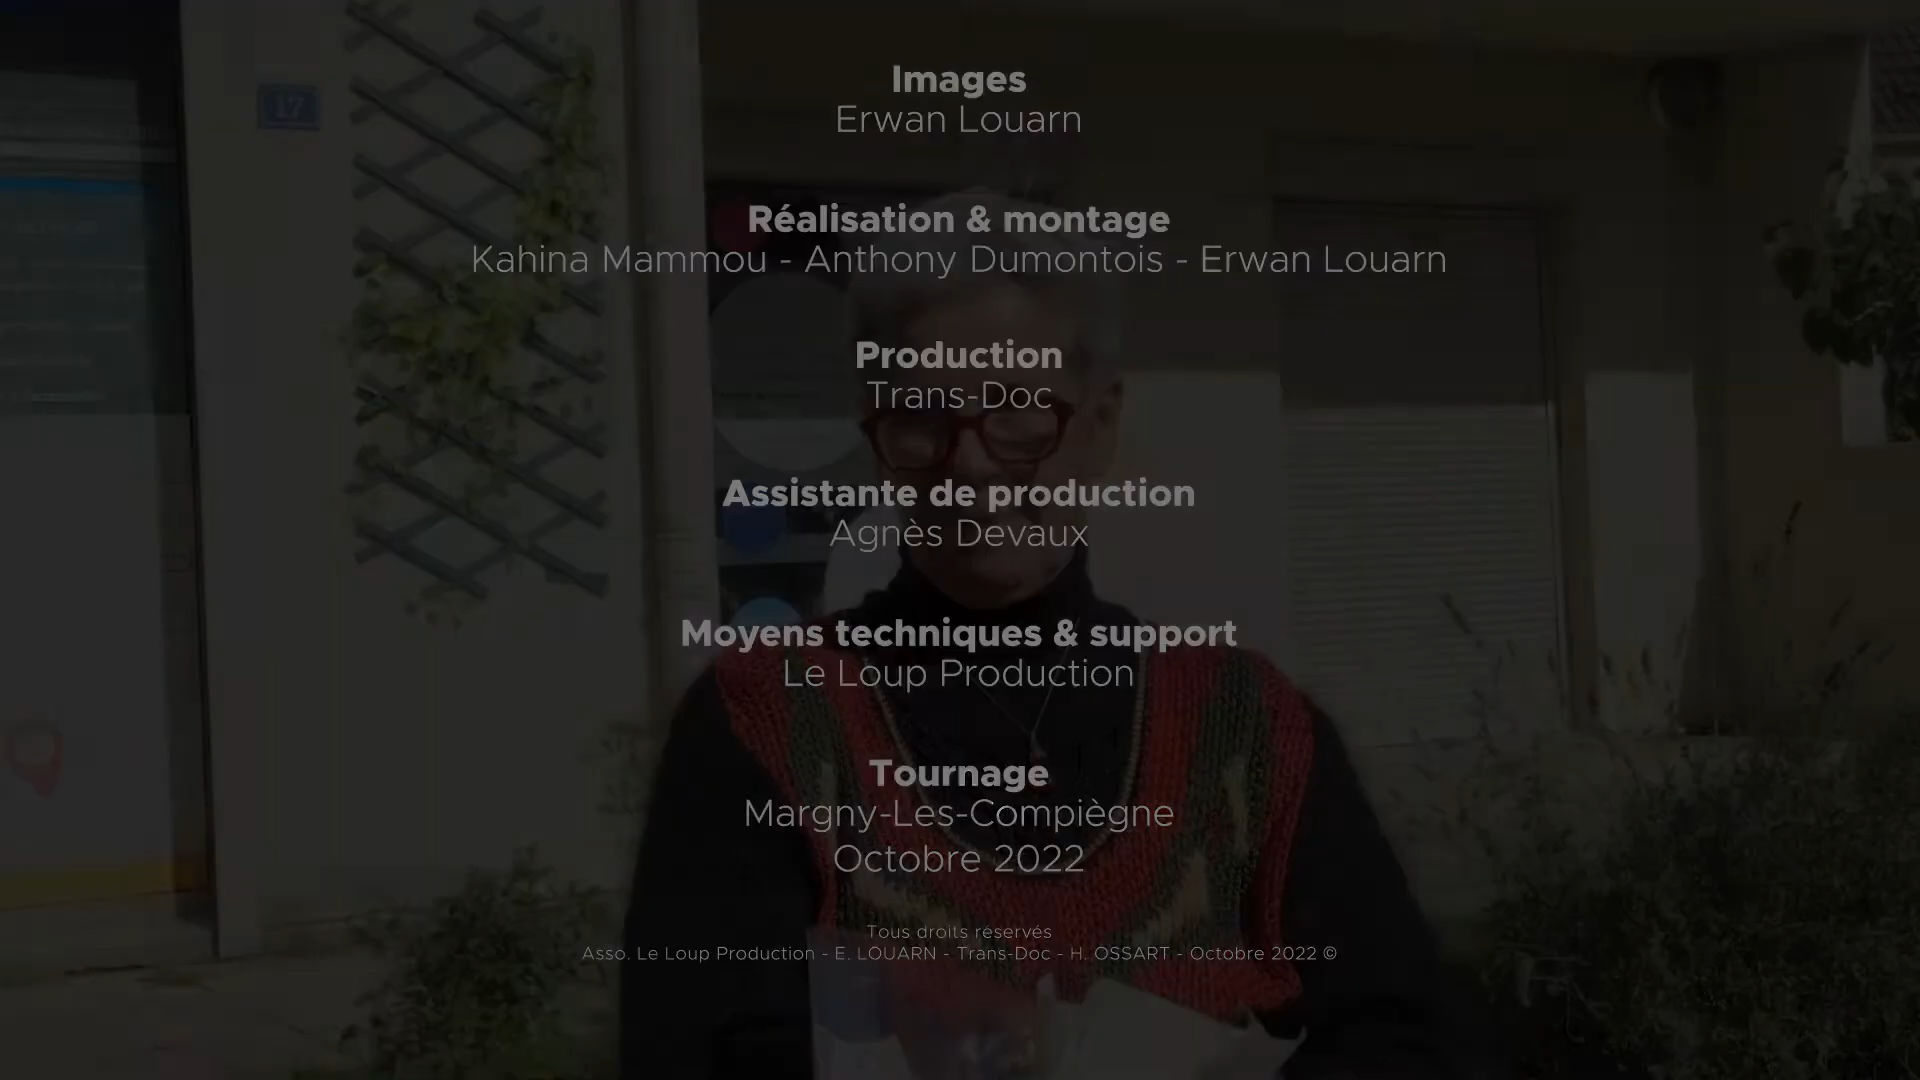 17
Images
Erwan Louarn
Réalisation & montage
Kahina Mammou - Anthony Dumontois - Erwan Louarn
Production
Trans-Doc
Assistante de production
Agnès Devaux
Moyens techniques & support
Le Loup Production
Tournage
Margny-Les-Compiègne
Octobre 2022
Tous droits réservés
Asso. Le Loup Production - E. LOUARN - Trans-Doc - H. OSSART - Octobre 2022 ©